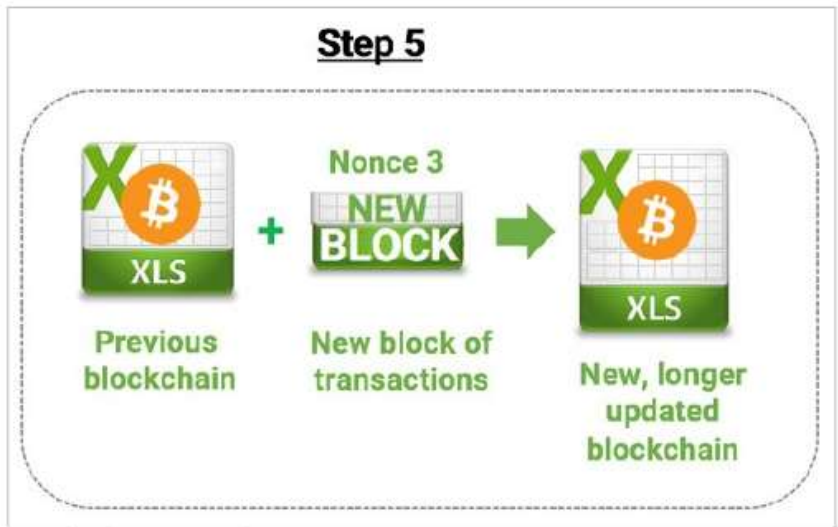 Step 5
X
XLS
Previous
blockchain
+
Nonce 3
NEW
BLOCK
New block of
transactions
X
XLS
New, longer
updated
blockchain